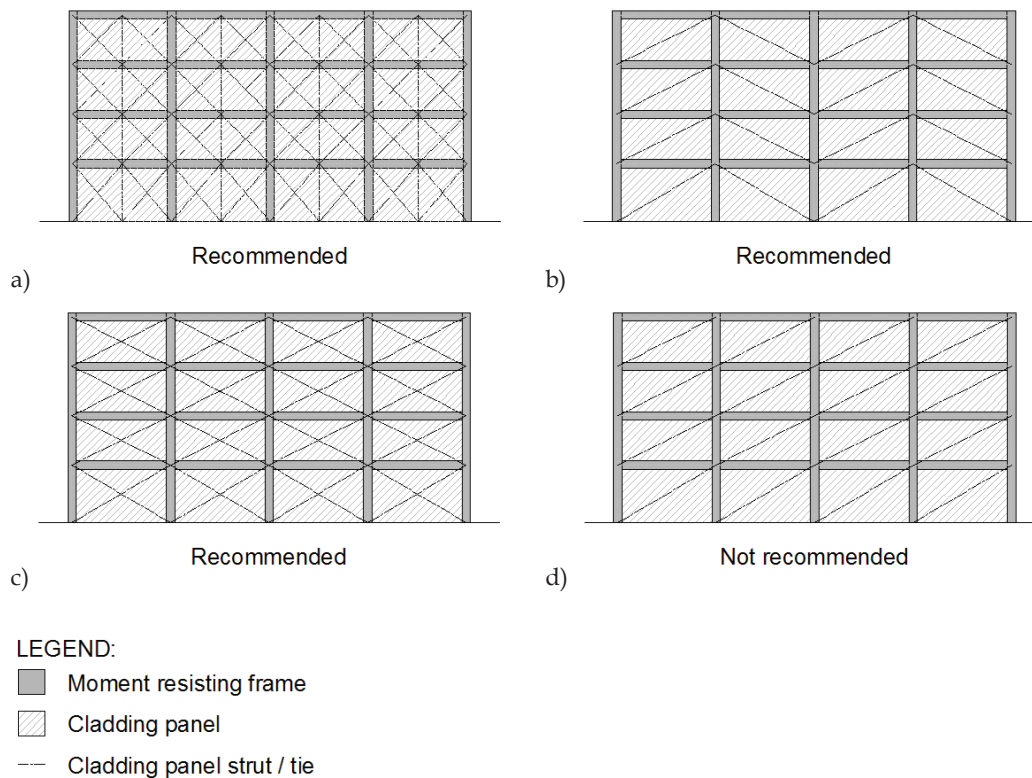 Recommended
a)
Recommended
b)
Recommended
c)
Not recommended
d)
LEGEND:
Moment resisting frame
Cladding panel
Cladding panel strut / tie